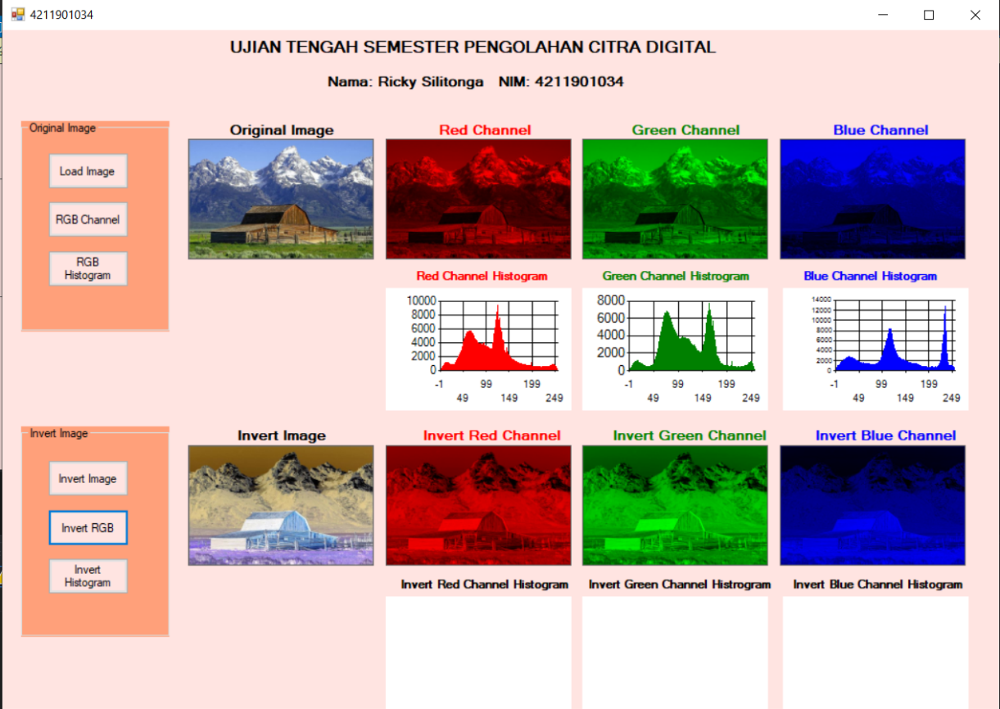 4211901034
UJIAN TENGAH SEMESTER PENGOLAHAN CITRA DIGITAL
Nama: Ricky Silitonga NIM: 4211901034
Original Image
Load Image
RGB Channel
RGB
Histogram
Original Image
Red Channel
Green Channel
Blue Channel
Red Channel Histogram
Green Channel Histrogram
Blue Channel Histogram
10000
8000
6000
4000
2000
0
-1
99
199
49
149
249
8000
6000
4000
2000
0
-1
99
199
49
149
249
14000
12000
10000
8000
6000
4000
2000
0
-1
99
199
49
149
249
Invert Image
Invert Image
Invert RGB
Invert
Histogram
Invert Image
Invert Red Channel
Invert Green Channel
Invert Blue Channel
Invert Red Channel Histogram
Invert Green Channel Histrogram
Invert Blue Channel Histogram